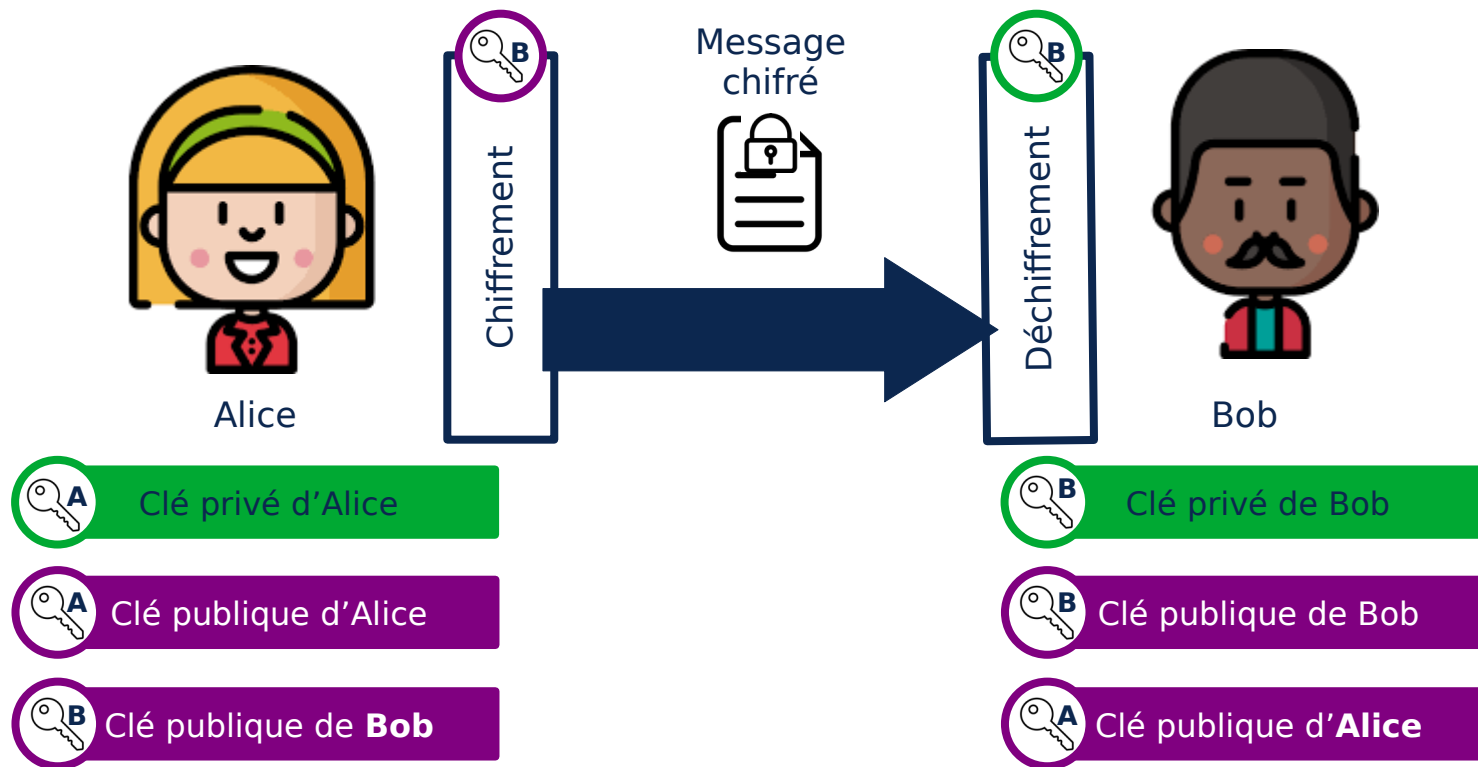 B
Message
chifré
B
Chiffrement
Déchiffrement
Alice
Bob
A Clé privé d’Alice
B Clé privé de Bob
A Clé publique d’Alice
B Clé publique de Bob
B Clé publique de Bob
A Clé publique d’Alice